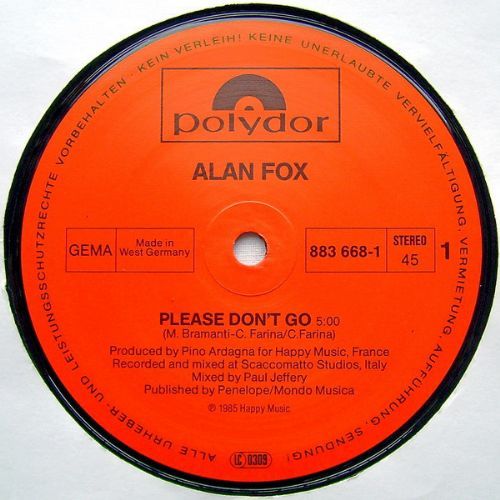 ALLE URHEBER- UND LEISTUNGSSCHUTZRECHTE VORBEHALTEN · KEIN VERLEIH! KEINE UNERLAUBTE VERVIELFÄLTIGUNG, VERMIETUNG, AUFFÜHRUNG, SENDUNG!
polydor
ALAN FOX
GEMA
Made in
West Germany
883 668-1
STEREO
45
1
PLEASE DON'T GO 5:00
(M. Bramanti-C. Farina/C.Farina)
Produced by Pino Ardagna for Happy Music, France
Recorded and mixed at Scaccomatto Studios, Italy
Mixed by Paul Jeffery
Published by Penelope/Mondo Musica
℗ 1985 Happy Music
LC 0309